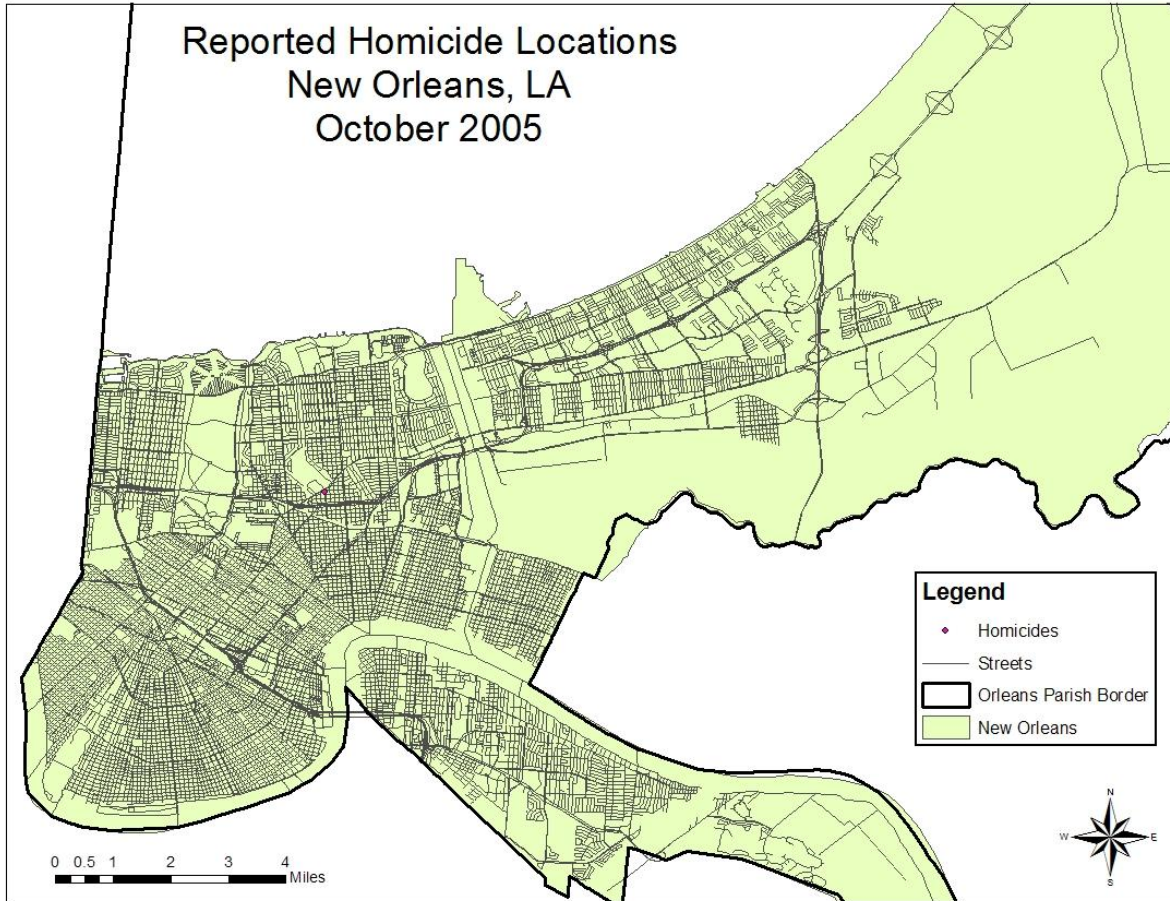 Reported Homicide Locations
New Orleans, LA
October 2005
Legend
Homicides
Streets
Orleans Parish Border
New Orleans
N
W E
S
0 0.5 1 2 3 4
Miles